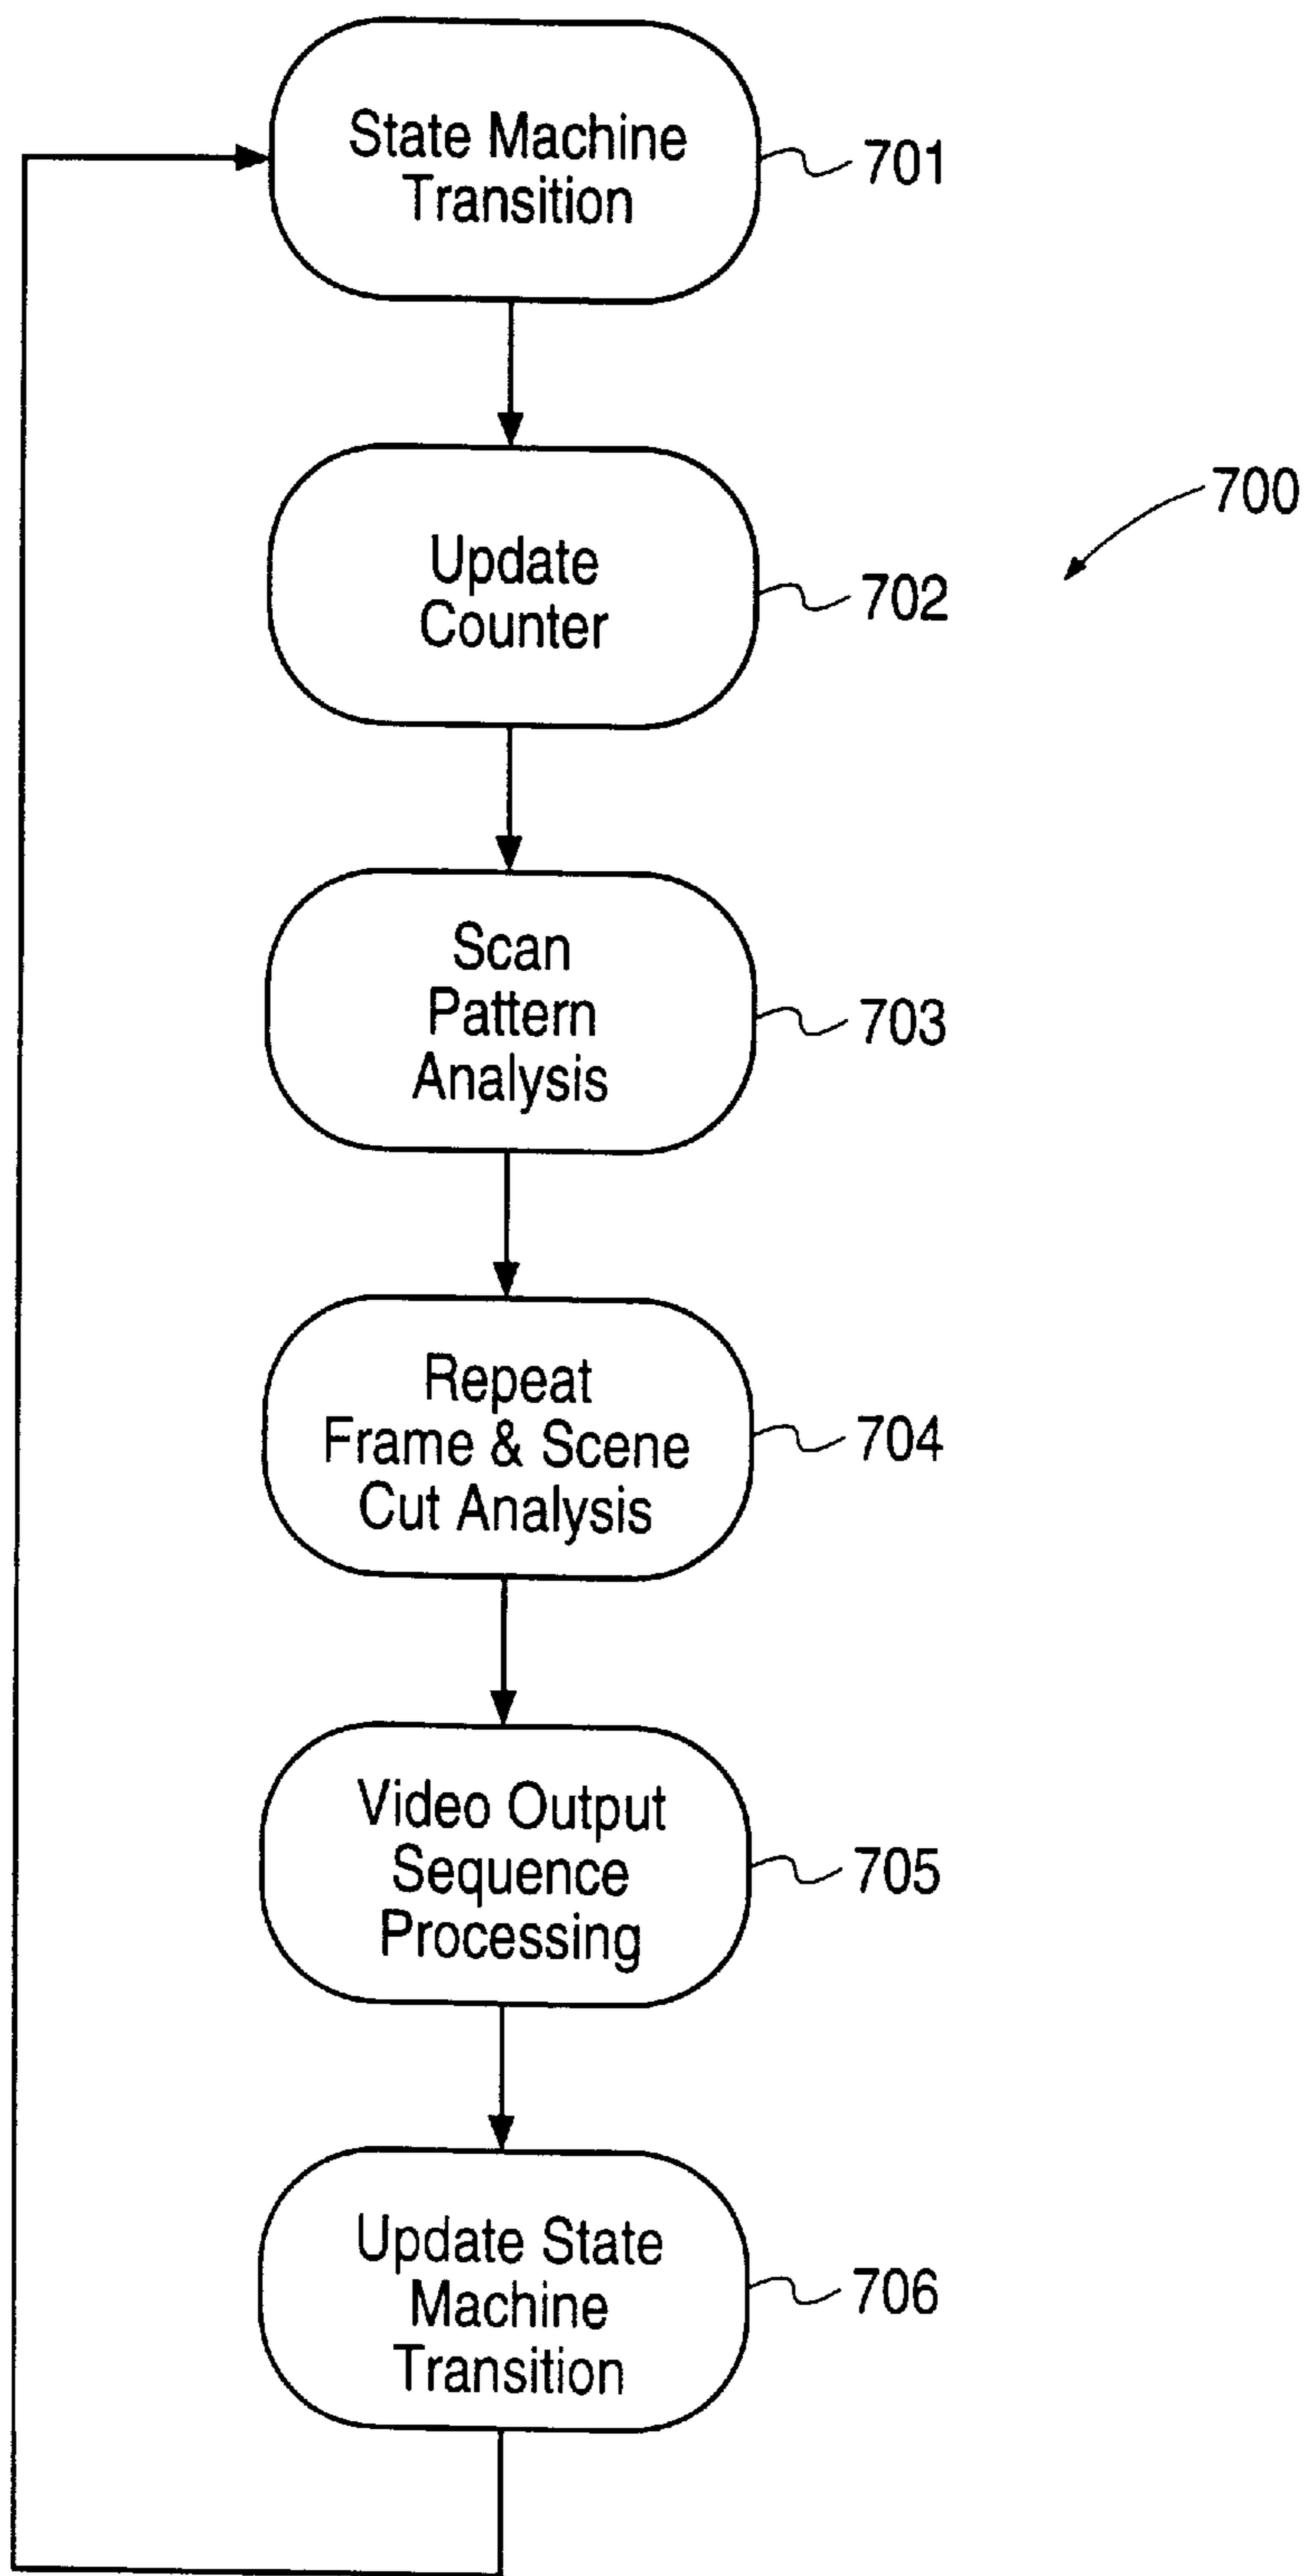 State Machine
Transition
701
700
Update
Counter
702
Scan
Pattern
Analysis
703
Repeat
Frame & Scene
Cut Analysis
704
Video Output
Sequence
Processing
705
Update State
Machine
Transition
706